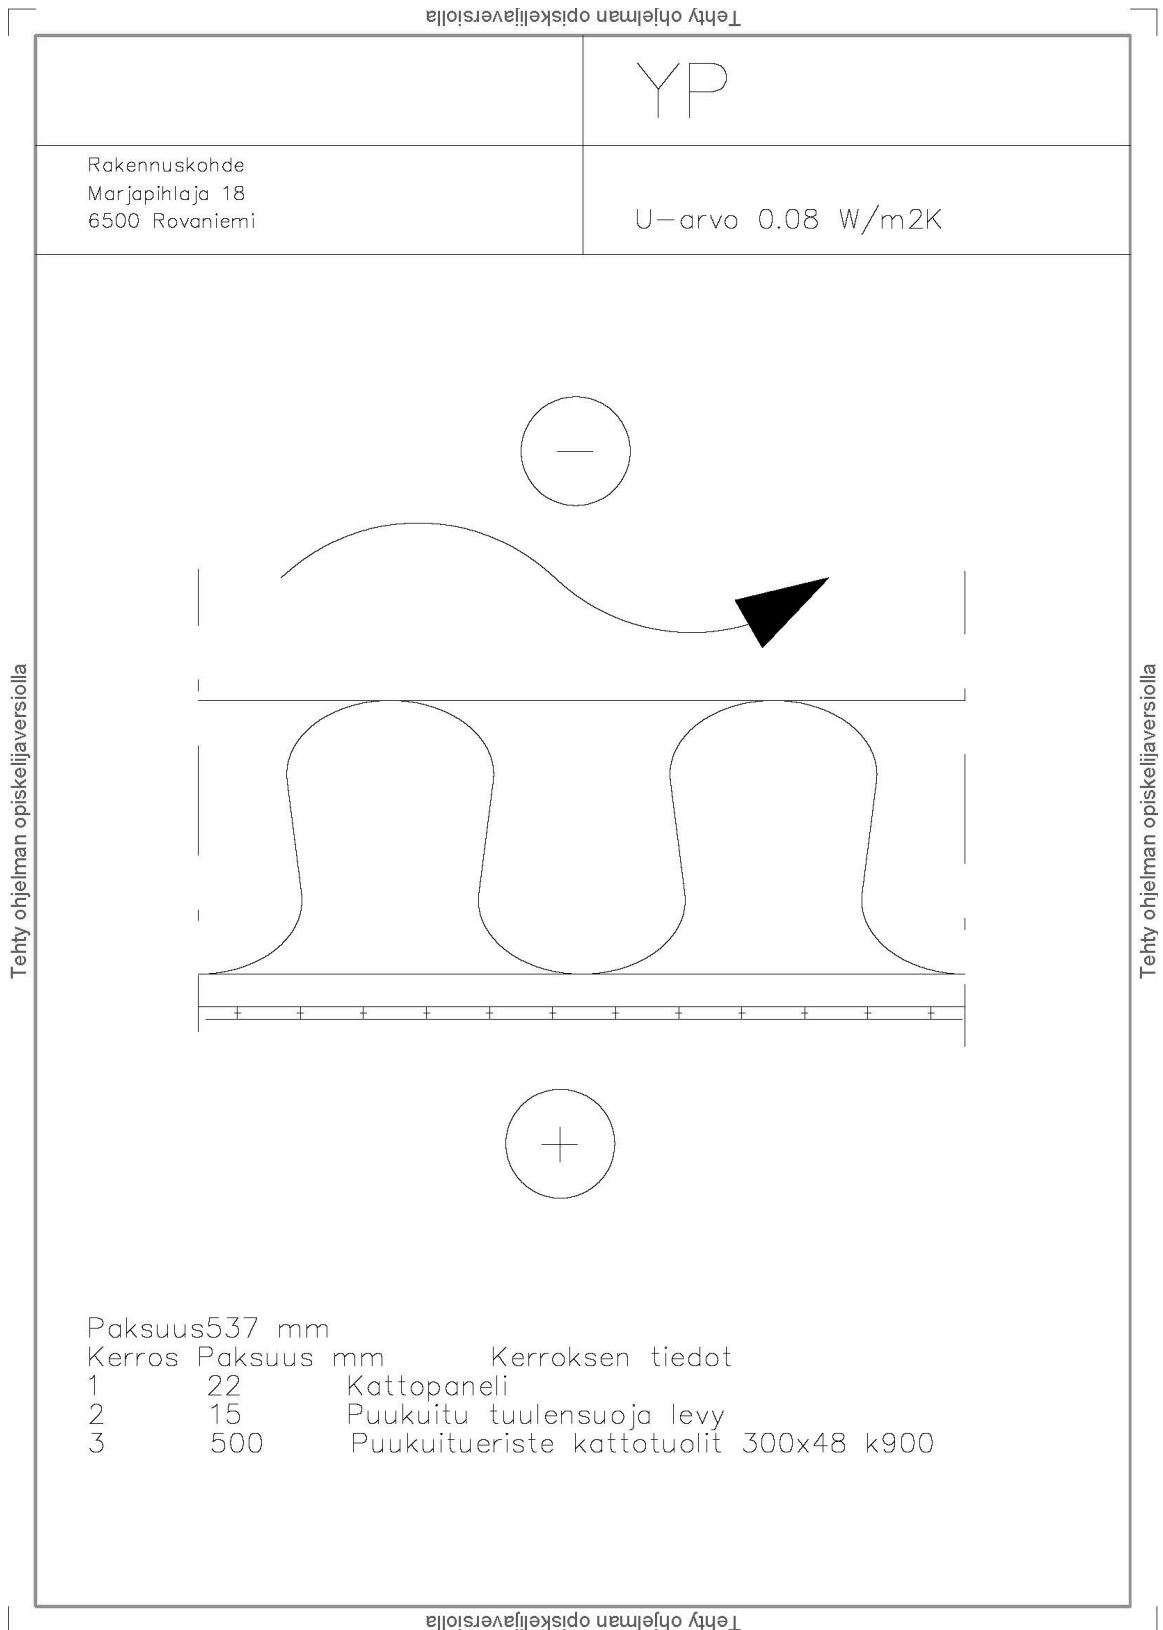 Tehty ohjelman opiskelijaversiolla
YP
Rakennuskohde
Marjapihlaja 18
6500 Rovaniemi
U-arvo 0.08 W/m2K
Tehty ohjelman opiskelijaversiolla
Tehty ohjelman opiskelijaversiolla
Paksuus537 mm
Kerros Paksuus mm Kerroksen tiedot
1 22 Kattopaneli
2 15 Puukuitu tuulensuoja levy
3 500 Puukuitueriste kattotuolit 300x48 k900
Tehty ohjelman opiskelijaversiolla